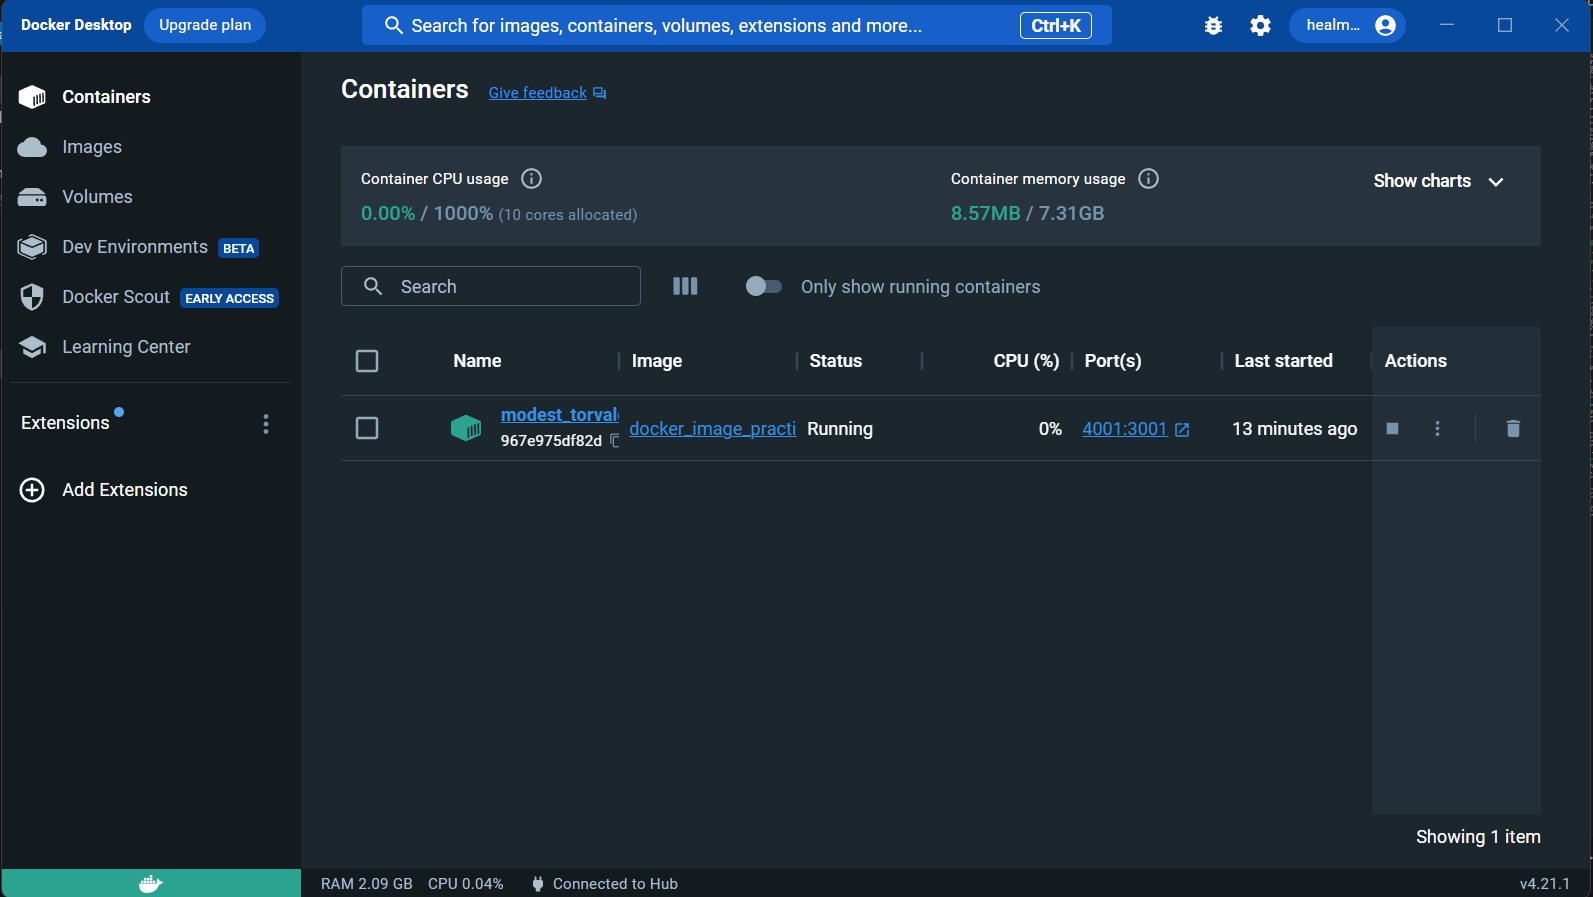 Docker Desktop Upgrade plan Search for images, containers, volumes, extensions and more... Ctrl+K healm...
Containers
Images
Volumes
Dev Environments BETA
Docker Scout EARLY ACCESS
Learning Center
Extensions
Add Extensions
Containers Give feedback
Container CPU usage
0.00% / 1000% (10 cores allocated)
Container memory usage
8.57MB / 7.31GB
Show charts
Search Only show running containers
Name Image Status CPU (%) Port(s) Last started Actions
modest_torval
967e975df82d
docker_image_practi Running 0% 4001:3001 13 minutes ago
Showing 1 item
RAM 2.09 GB CPU 0.04% Connected to Hub v4.21.1